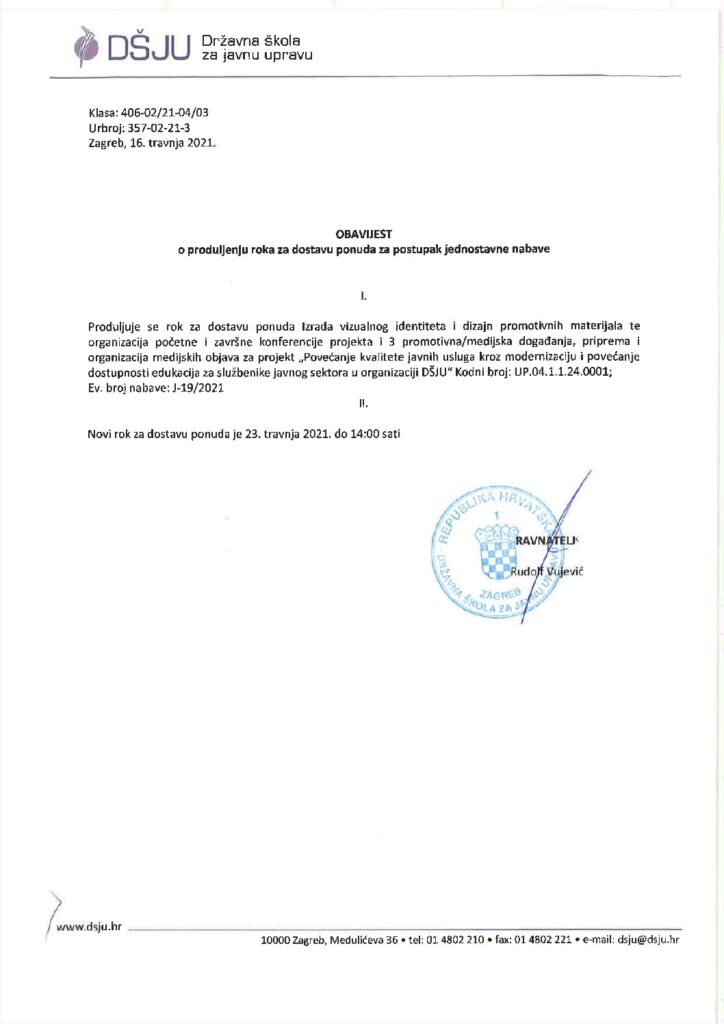 DŠJU Državna škola
za javnu upravu
Klasa: 406-02/21-04/03
Urbroj: 357-02-21-3
Zagreb, 16. travnja 2021.
OBAVIJEST
o produljenju roka za dostavu ponuda za postupak jednostavne nabave
I.
Produljuje se rok za dostavu ponuda Izrada vizualnog identiteta i dizajn promotivnih materijala te
organizacija početne i završne konferencije projekta i 3 promotivna/medijska događanja, priprema i
organizacija medijskih objava za projekt „Povećanje kvalitete javnih usluga kroz modernizaciju i povećanje
dostupnosti edukacija za službenike javnog sektora u organizaciji DŠJU" Kodni broj: UP.04.1.1.24.0001;
Ev. broj nabave: J-19/2021
II.
Novi rok za dostavu ponuda je 23. travnja 2021. do 14:00 sati
REPUBLIKA HRVATSKA
1
DRŽAVNA ŠKOLA ZA JAVNU UPRAVU
ZAGREB
RAVNATELJ
Rudolf Vujević
www.dsju.hr
10000 Zagreb, Medulićeva 36 • tel: 01 4802 210 • fax: 01 4802 221 • e-mail: dsju@dsju.hr